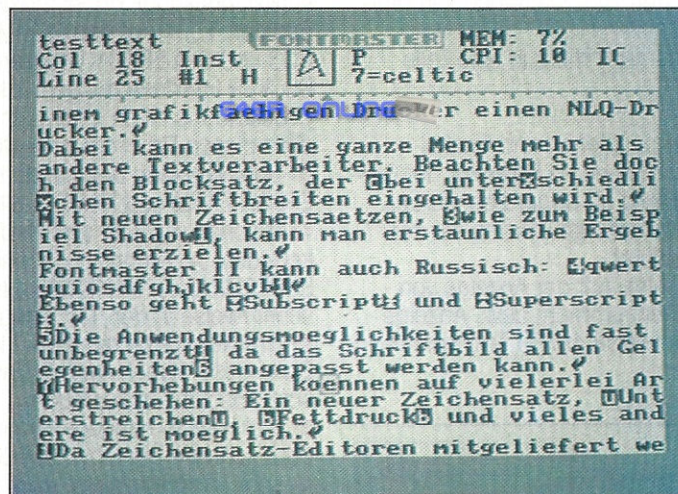 testtext FONTMASTER MEM: 7%
Col 18 Inst A P CPI: 10 IC
Line 25 #1 H 7=celtic
inem grafikfaehigen Drucker einen NLQ-Dr
ucker.
Dabei kann es eine ganze Menge mehr als
andere Textverarbeiter. Beachten Sie doc
h den Blocksatz, der bei unterschiedli
chen Schriftbreiten eingehalten wird.
Mit neuen Zeichensaetzen, wie zum Beisp
iel Shadow, kann man erstaunliche Ergeb
nisse erzielen.
Fontmaster II kann auch Russisch: qwert
yuiosdfghjklcvb
Ebenso geht Subscript und Superscript
.
Die Anwendungsmoeglichkeiten sind fast
unbegrenzt da das Schriftbild allen Gel
egenheiten angepasst werden kann.
Hervorhebungen koennen auf vielerlei Ar
t geschehen: Ein neuer Zeichensatz, Unt
erstreichen, Fettdruck und vieles and
ere ist moeglich.
Da Zeichensatz-Editoren mitgeliefert we